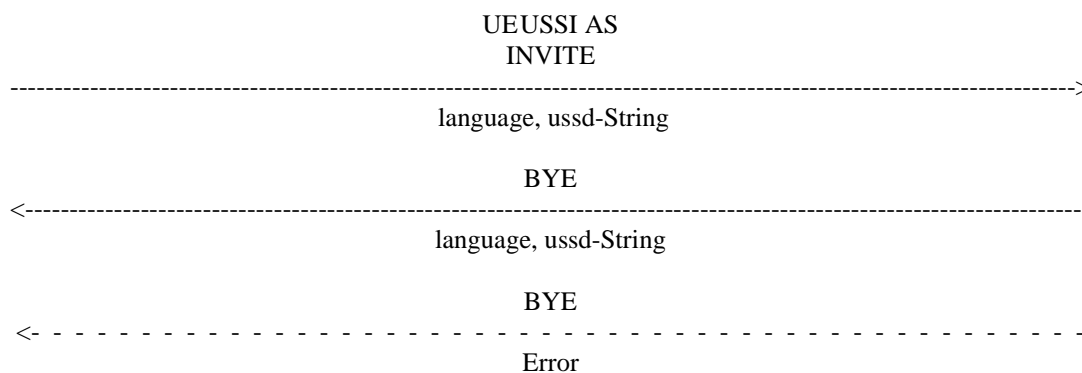 UEUSSI AS
INVITE
language, ussd-String
BYE
language, ussd-String
BYE
Error